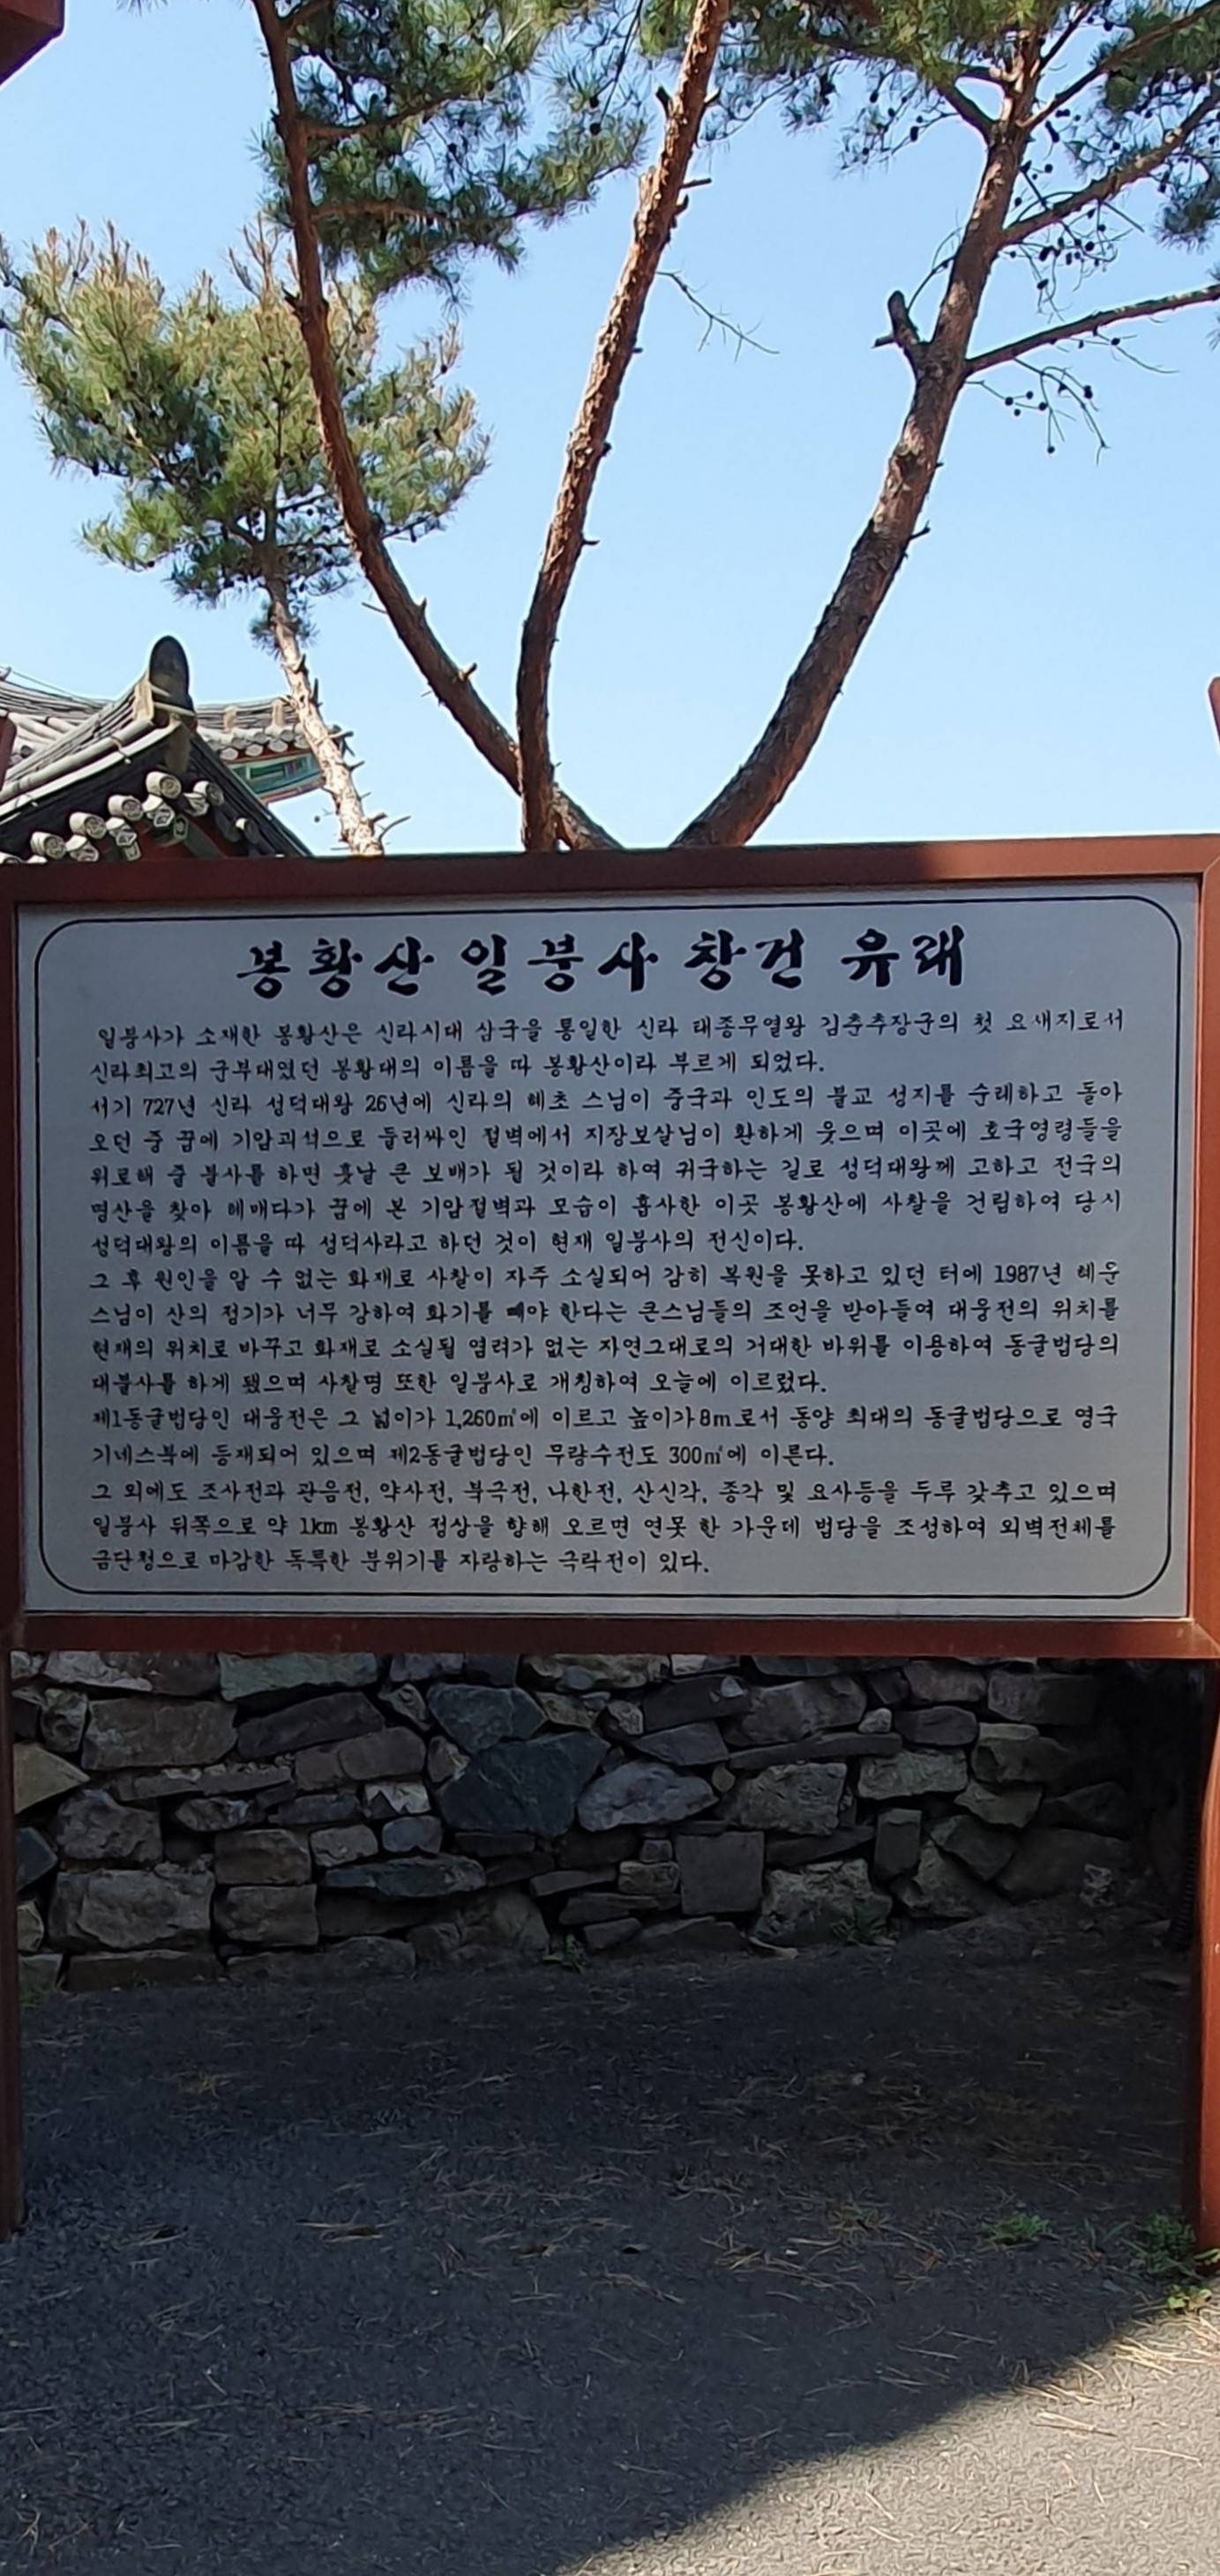 봉황산 일붕사 창건 유래
일붕사가 소재한 봉황산은 신라시대 삼국을 통일한 신라 태종무열왕 김춘추장군의 첫 요새지로서
신라최고의 군부대였던 봉황대의 이름을 따 봉황산이라 부르게 되었다.
서기 727년 신라 성덕대왕 26년에 신라의 혜초 스님이 중국과 인도의 불교 성지를 순례하고 돌아
오던 중 꿈에 기암괴석으로 둘러싸인 절벽에서 지장보살님이 환하게 웃으며 이곳에 호국영령들을
위로해 줄 불사를 하면 훗날 큰 보배가 될 것이라 하여 귀국하는 길로 성덕대왕께 고하고 전국의
명산을 찾아 헤매다가 꿈에 본 기암절벽과 모습이 흡사한 이곳 봉황산에 사찰을 건립하여 당시
성덕대왕의 이름을 따 성덕사라고 하던 것이 현재 일붕사의 전신이다.
그 후 원인을 알 수 없는 화재로 사찰이 자주 소실되어 감히 복원을 못하고 있던 터에 1987년 혜운
스님이 산의 정기가 너무 강하여 화기를 빼야 한다는 큰스님들의 조언을 받아들여 대웅전의 위치를
현재의 위치로 바꾸고 화재로 소실될 염려가 없는 자연그대로의 거대한 바위를 이용하여 동굴법당의
대불사를 하게 됐으며 사찰명 또한 일붕사로 개칭하여 오늘에 이르렀다.
제1동굴법당인 대웅전은 그 넓이가 1,260㎡에 이르고 높이가 8m로서 동양 최대의 동굴법당으로 영국
기네스북에 등재되어 있으며 제2동굴법당인 무량수전도 300㎡에 이른다.
그 외에도 조사전과 관음전, 약사전, 북극전, 나한전, 산신각, 종각 및 요사등을 두루 갖추고 있으며
일붕사 뒤쪽으로 약 1km 봉황산 정상을 향해 오르면 연못 한 가운데 법당을 조성하여 외벽전체를
금단청으로 마감한 독특한 분위기를 자랑하는 극락전이 있다.